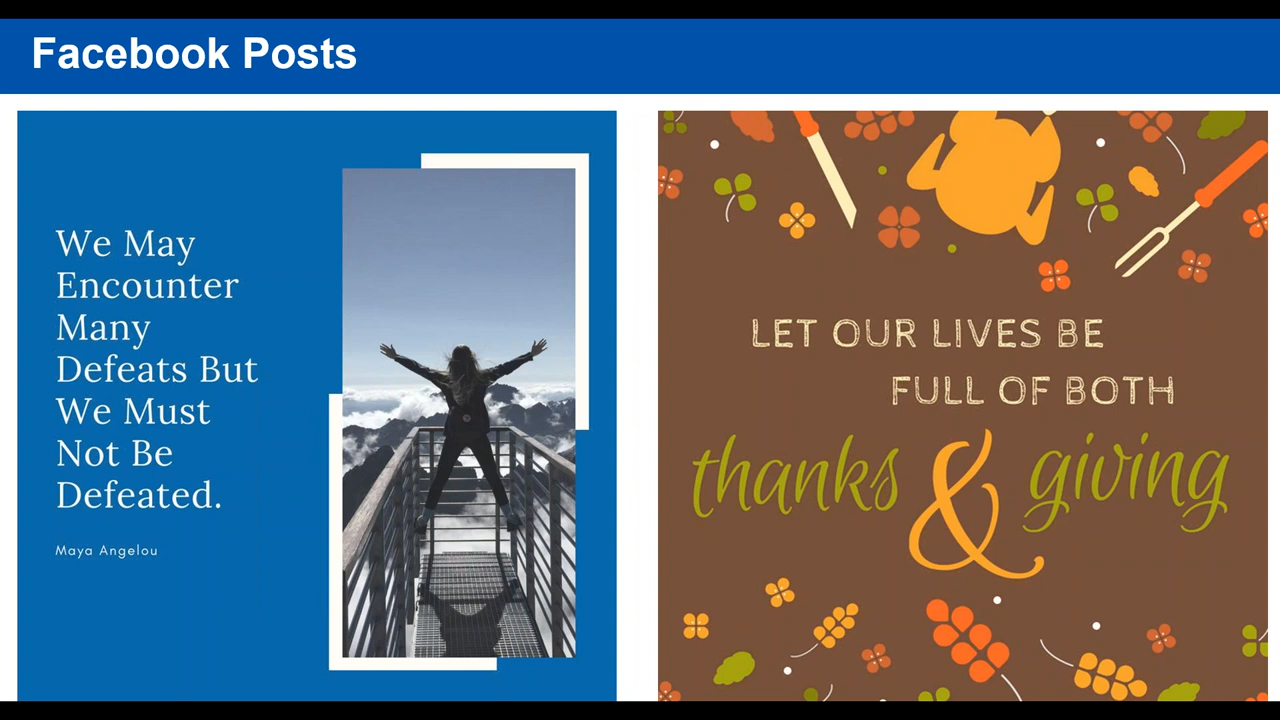 Facebook Posts
We May
Encounter
Many
Defeats But
We Must
Not Be
Defeated.
Maya Angelou
LET OUR LIVES BE
FULL OF BOTH
thanks & giving